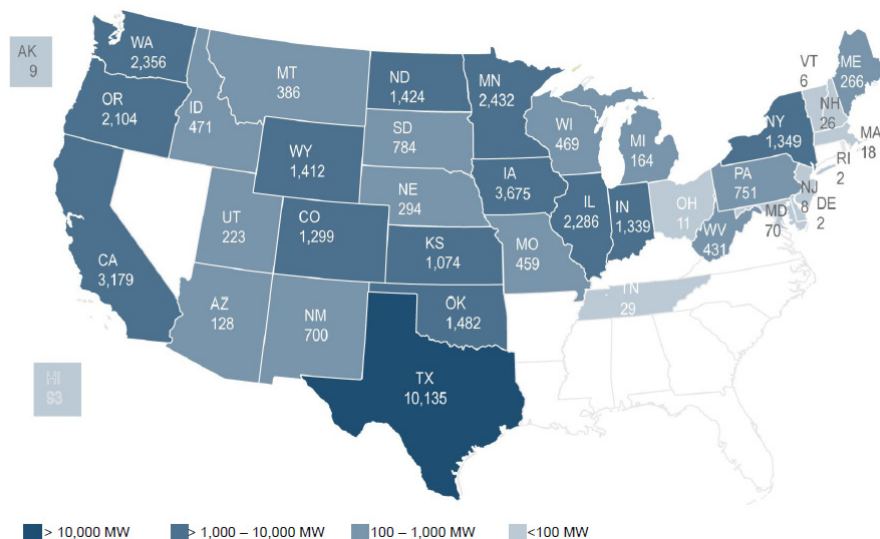 WA
2,356
AK
9
OR
2,104
ID
471
MT
386
ND
1,424
MN
2,432
SD
784
WY
1,412
WI
469
MI
164
VT
6
ME
266
NH
26
NY
1,349
MA
18
RI
2
PA
751
NJ
8
DE
2
MD
70
OH
11
WV
431
IA
3,675
NE
294
IL
2,286
IN
1,339
UT
223
CO
1,299
KS
1,074
MO
459
CA
3,179
AZ
128
NM
700
OK
1,482
TN
29
TX
10,135
HI
> 10,000 MW
> 1,000 – 10,000 MW
100 – 1,000 MW
<100 MW